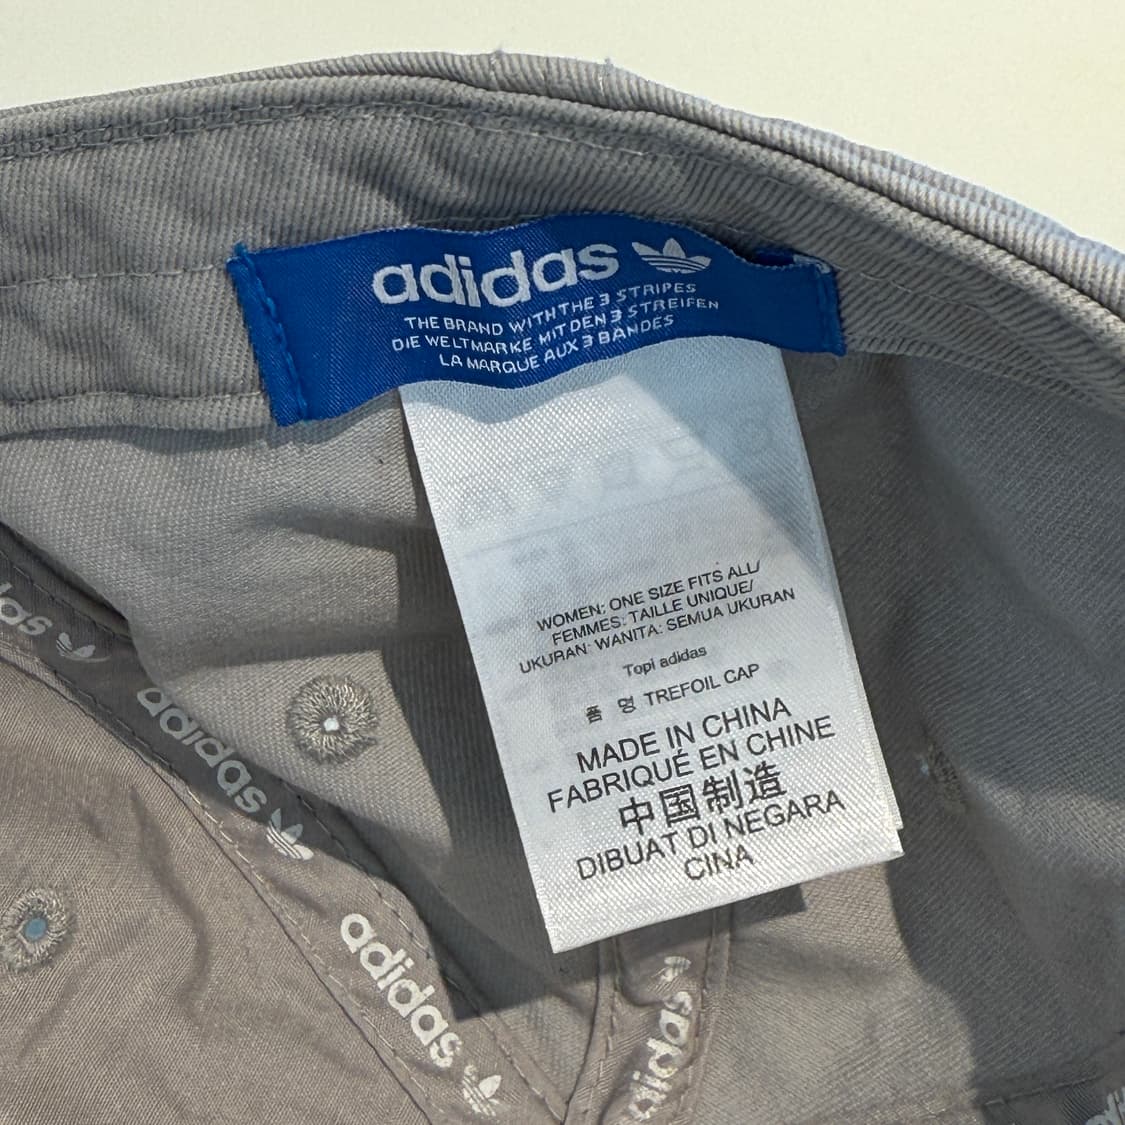 adidas
THE BRAND WITH THE 3 STRIPES
DIE WELTMARKE MIT DEN 3 STREIFEN
LA MARQUE AUX 3 BANDES
WOMEN: ONE SIZE FITS ALL/
FEMMES: TAILLE UNIQUE/
UKURAN: WANITA: SEMUA UKURAN
Topi adidas
품 명 TREFOIL CAP
MADE IN CHINA
FABRIQUÉ EN CHINE
中国制造
DIBUAT DI NEGARA
CINA
adidas
adidas
adidas